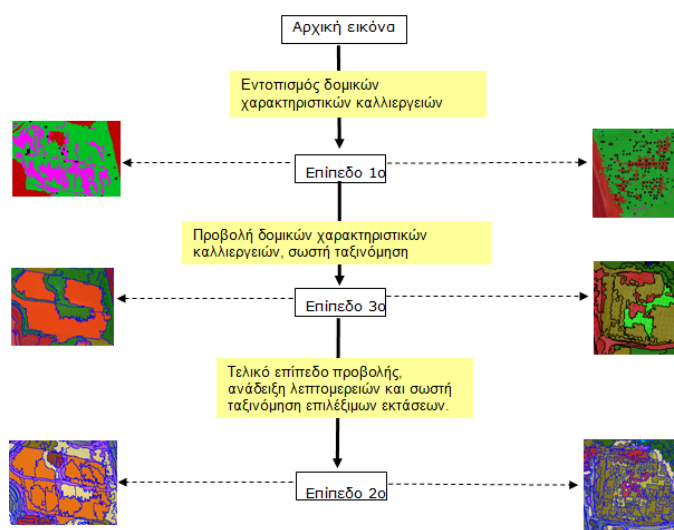 Αρχική εικόνα
Εντοπισμός δομικών
χαρακτηριστικών καλλιεργειών
Επίπεδο 1ο
Προβολή δομικών χαρακτηριστικών
καλλιεργειών, σωστή ταξινόμηση
Επίπεδο 3ο
Τελικό επίπεδο προβολής,
ανάδειξη λεπτομερειών και σωστή
ταξινόμηση επιλέξιμων εκτάσεων.
Επίπεδο 2ο